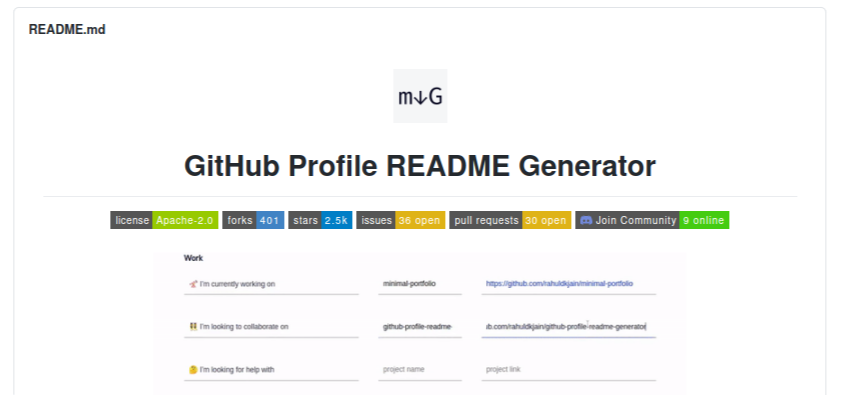 README.md
m↓G
GitHub Profile README Generator
license Apache-2.0 forks 401 stars 2.5k issues 36 open pull requests 30 open Join Community 9 online
Work
I'm currently working on minimal-portfolio https://github.com/rahuldkjain/minimal-portfolio
I'm looking to collaborate on github-profile-readme- ub.com/rahuldkjain/github-profile-readme-generator
I'm looking for help with project name project link